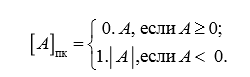 [A]пк = { 0. A, если A ≥ 0;
1.|A|, если A < 0.